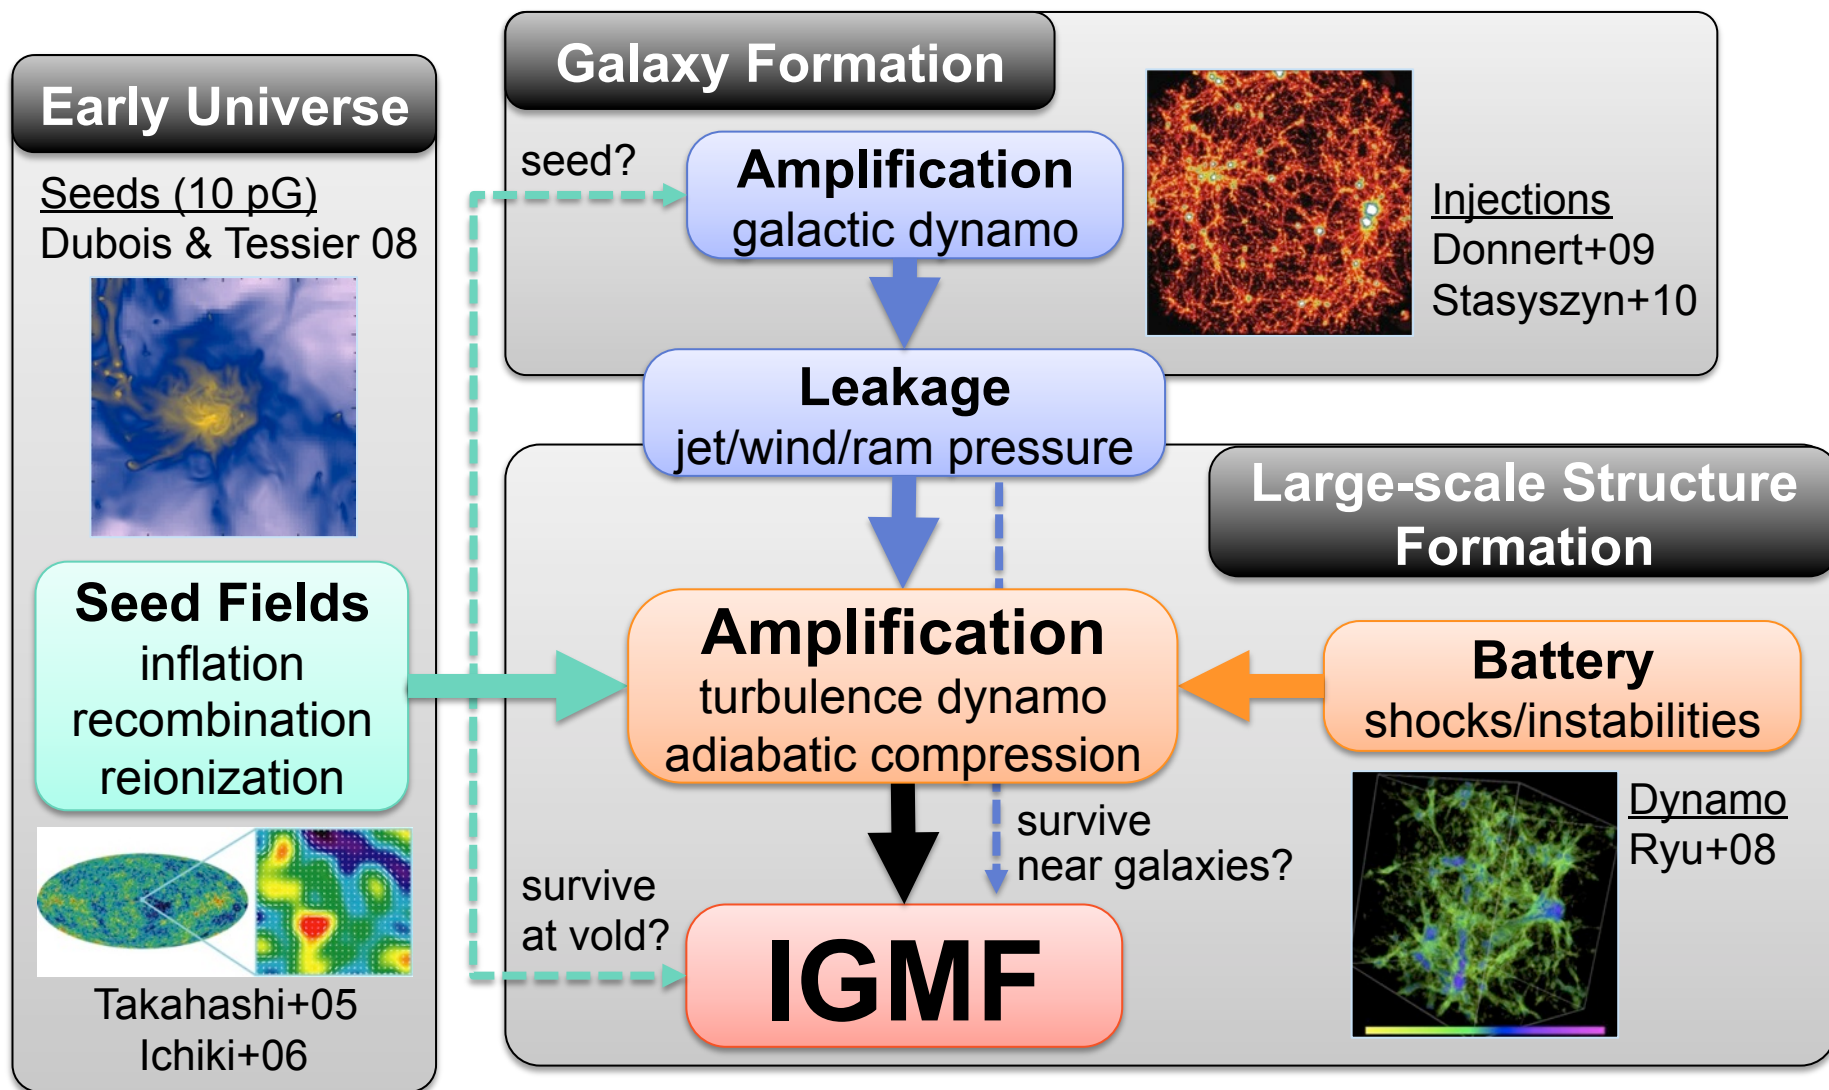 Early Universe
Seeds (10 pG)
Dubois & Tessier 08
Seed Fields
inflation
recombination
reionization
Takahashi+05
Ichiki+06
Galaxy Formation
seed?
Amplification
galactic dynamo
Injections
Donnert+09
Stasyszyn+10
Leakage
jet/wind/ram pressure
Large-scale Structure
Formation
Amplification
turbulence dynamo
adiabatic compression
Battery
shocks/instabilities
survive
near galaxies?
Dynamo
Ryu+08
survive
at vold?
IGMF